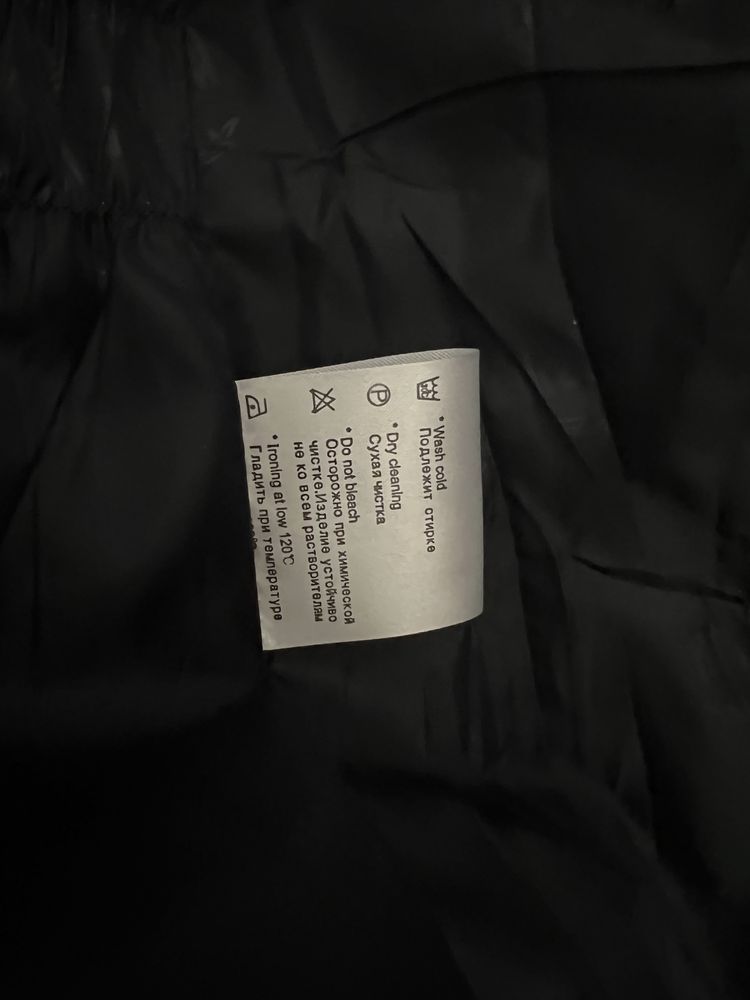 * Wash cold
Подлежит стирке
* Dry cleaning
Сухая чистка
* Do not bleach
Осторожно при химической
чистке.Изделие устойчиво
не ко всем растворителям
* Ironing at low 120℃
Гладить при температуре